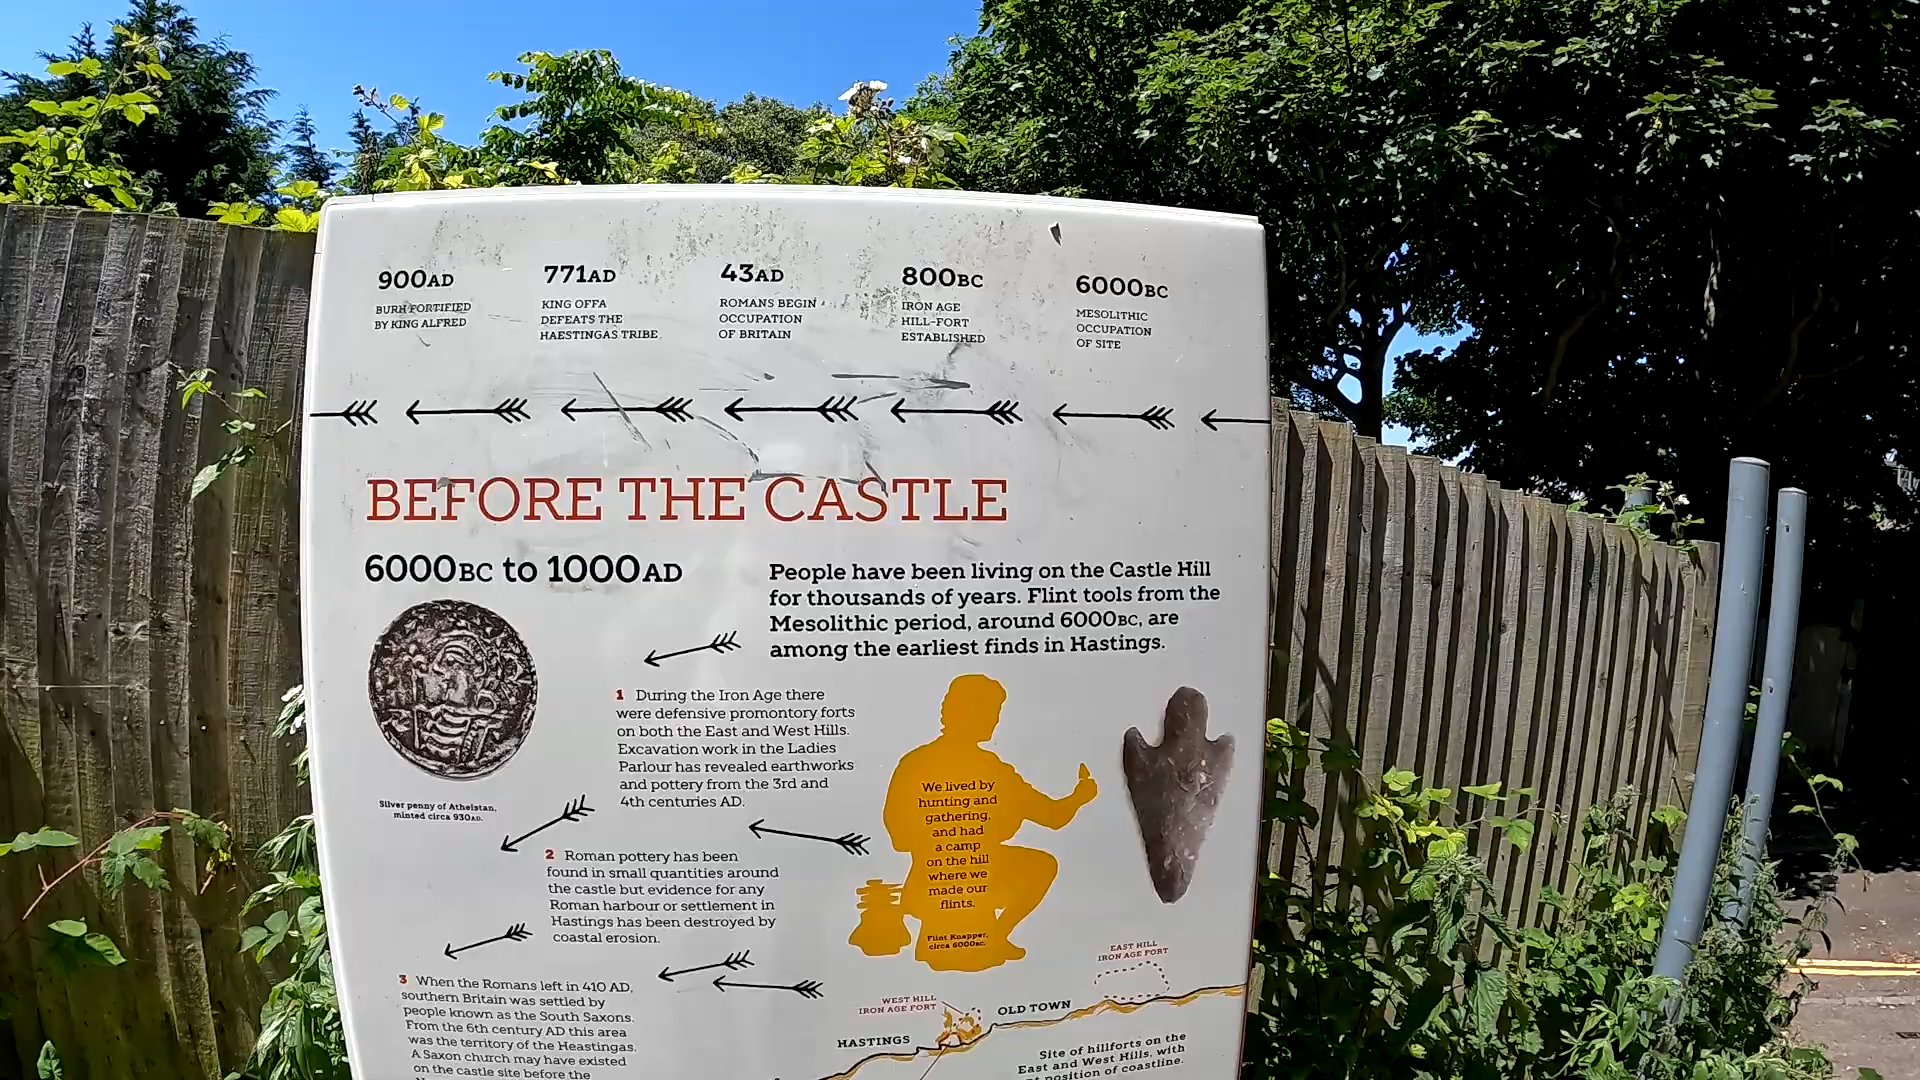 900AD
BURH FORTIFIED
BY KING ALFRED
771AD
KING OFFA
DEFEATS THE
HAESTINGAS TRIBE
43AD
ROMANS BEGIN
OCCUPATION
OF BRITAIN
800BC
IRON AGE
HILL-FORT
ESTABLISHED
6000BC
MESOLITHIC
OCCUPATION
OF SITE
BEFORE THE CASTLE
6000BC to 1000AD
People have been living on the Castle Hill
for thousands of years. Flint tools from the
Mesolithic period, around 6000BC, are
among the earliest finds in Hastings.
Silver penny of Athelstan,
minted circa 930AD.
1 During the Iron Age there
were defensive promontory forts
on both the East and West Hills.
Excavation work in the Ladies
Parlour has revealed earthworks
and pottery from the 3rd and
4th centuries AD.
2 Roman pottery has been
found in small quantities around
the castle but evidence for any
Roman harbour or settlement in
Hastings has been destroyed by
coastal erosion.
3 When the Romans left in 410 AD,
southern Britain was settled by
people known as the South Saxons.
From the 6th century AD this area
was the territory of the Heastingas.
A Saxon church may have existed
on the castle site before the
We lived by
hunting and
gathering,
and had
a camp
on the hill
where we
made our
flints.
Flint Knapper,
circa 6000BC.
EAST HILL
IRON AGE FORT
WEST HILL
IRON AGE FORT
OLD TOWN
HASTINGS
Site of hillforts on the
East and West Hills, with
position of coastline.